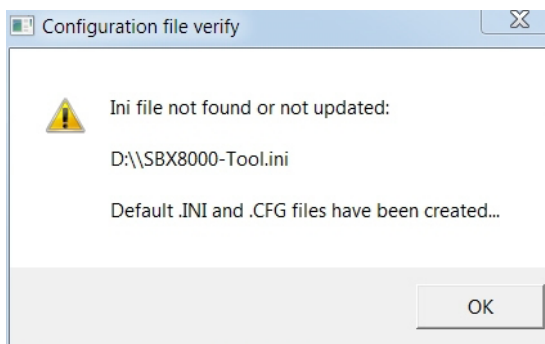 Configuration file verify
Ini file not found or not updated:
D:\\SBX8000-Tool.ini
Default .INI and .CFG files have been created...
OK